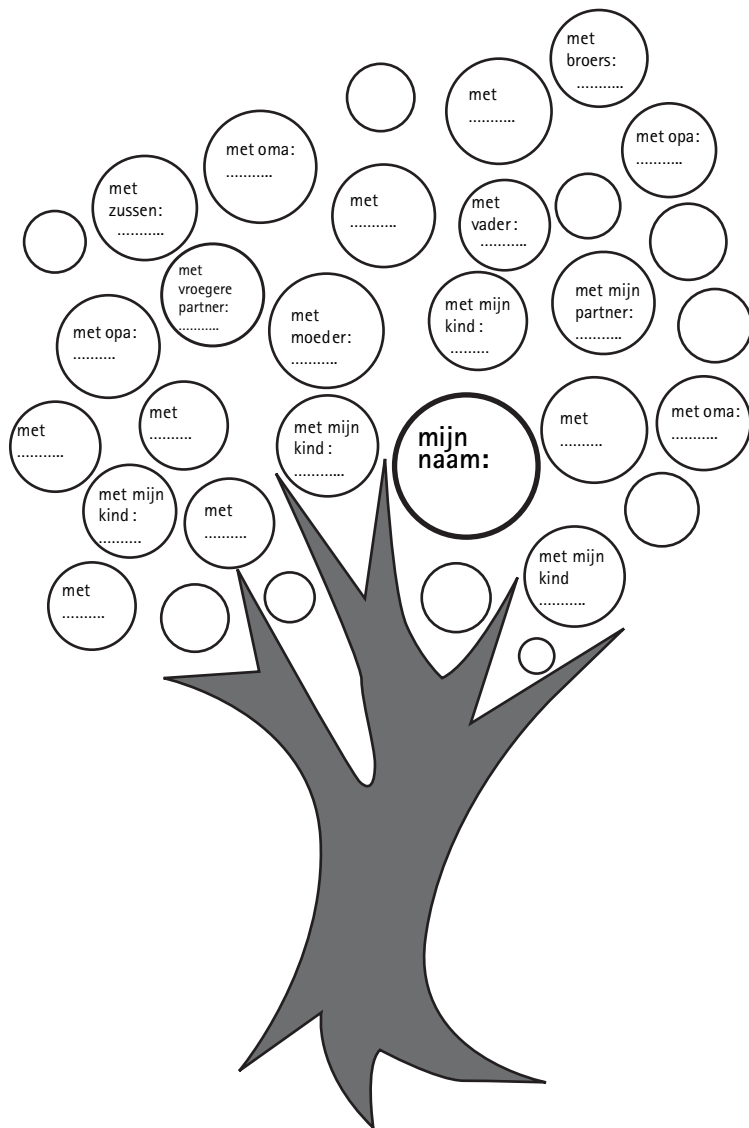 met
broers:
...........
met
...........
met opa:
...........
met oma:
...........
met
zussen:
...........
met
...........
met
vader:
...........
met
vroegere
partner:
...........
met
moeder:
...........
met mijn
kind :
.........
met mijn
partner:
...........
met opa:
..........
met
...........
met
..........
met mijn
kind :
............
mijn
naam:
met
..........
met oma:
...........
met mijn
kind :
..........
met
..........
met
..........
met mijn
kind
...........